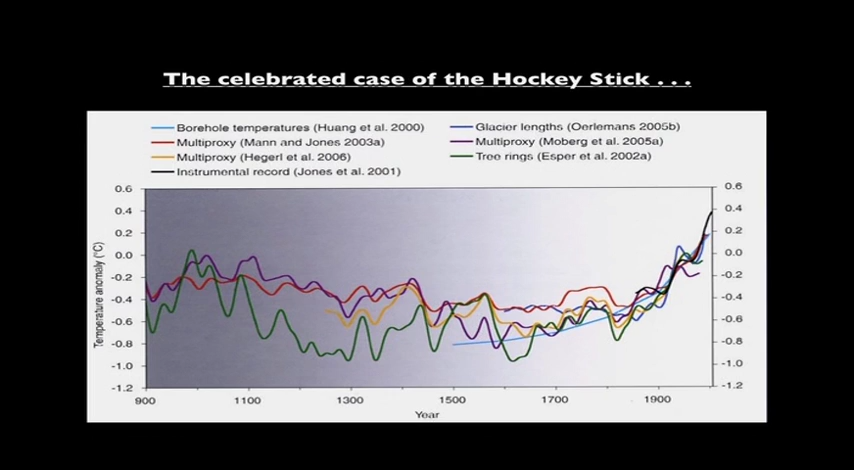 The celebrated case of the Hockey Stick . . .
Borehole temperatures (Huang et al. 2000)
Glacier lengths (Oerlemans 2005b)
Multiproxy (Mann and Jones 2003a)
Multiproxy (Moberg et al. 2005a)
Multiproxy (Hegerl et al. 2006)
Tree rings (Esper et al. 2002a)
Instrumental record (Jones et al. 2001)
0.6 0.6
0.4 0.4
0.2 0.2
0.0 0.0
-0.2 -0.2
-0.4 -0.4
-0.6 -0.6
-0.8 -0.8
-1.0 -1.0
-1.2 -1.2
Temperature anomaly (°C)
900 1100 1300 1500 1700 1900
Year